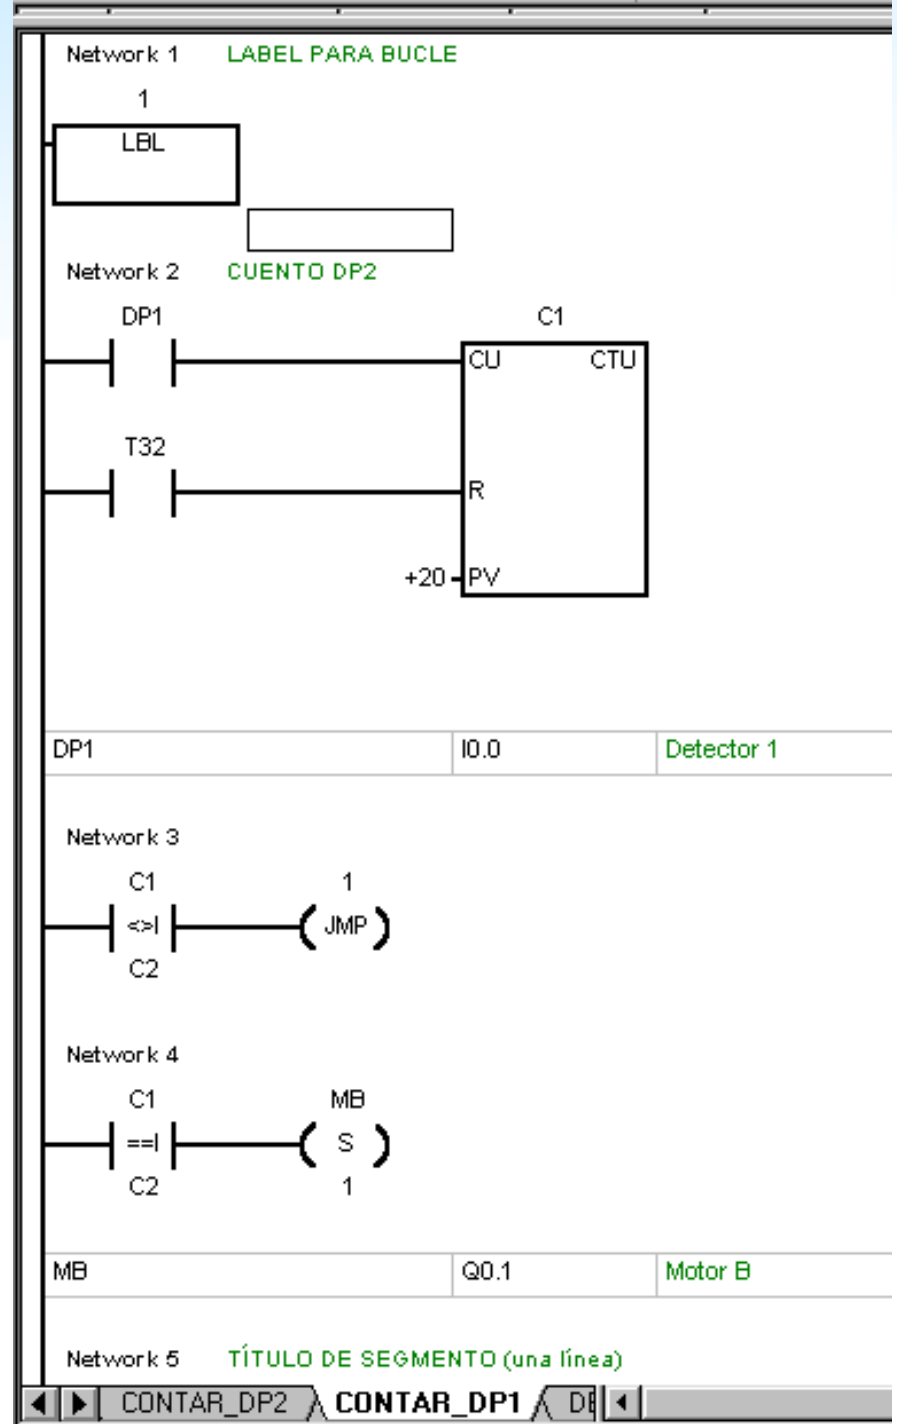 Network 1 LABEL PARA BUCLE
1
LBL
Network 2 CUENTO DP2
DP1 C1
CU CTU
T32
R
+20 PV
DP1 I0.0 Detector 1
Network 3
C1 1
<>I JMP
C2
Network 4
C1 MB
==I S
C2 1
MB Q0.1 Motor B
Network 5 TÍTULO DE SEGMENTO (una línea)
CONTAR_DP2 CONTAR_DP1